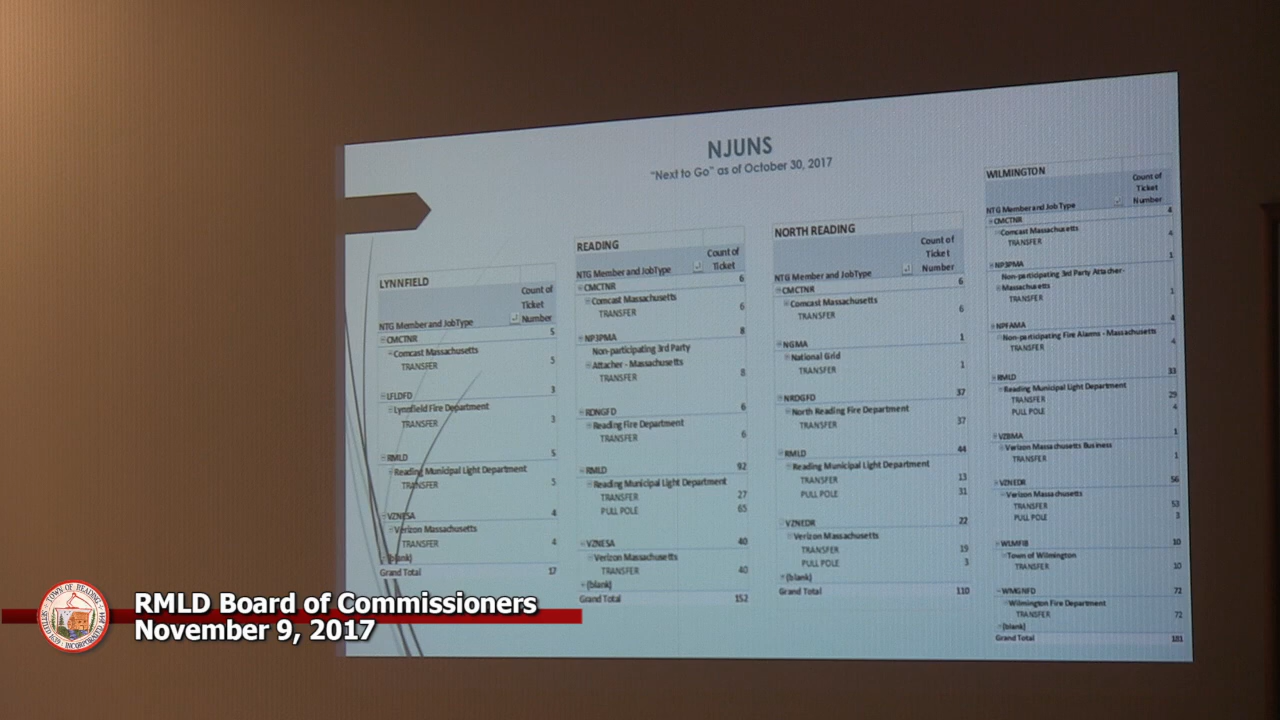 NJUNS
"Next to Go" as of October 30, 2017
LYNNFIELD
Count of
Ticket
NTG Member and JobType Number
CMCTNR 5
Comcast Massachusetts 5
TRANSFER
LFLDFD 3
Lynnfield Fire Department 3
TRANSFER
RMLD 5
Reading Municipal Light Department 5
TRANSFER
VZNESA 4
Verizon Massachusetts
TRANSFER 4
(blank)
Grand Total 17
READING
Count of
NTG Member and JobType Ticket
CMCTNR 6
Comcast Massachusetts
TRANSFER 6
NP3PMA 8
Non-participating 3rd Party
Attacher - Massachusetts
TRANSFER 8
RDNGFD 6
Reading Fire Department
TRANSFER 6
RMLD 92
Reading Municipal Light Department
TRANSFER 27
PULL POLE 65
VZNESA 40
Verizon Massachusetts
TRANSFER 40
(blank)
Grand Total 152
NORTH READING
Count of
Ticket
NTG Member and JobType Number
CMCTNR 6
Comcast Massachusetts
TRANSFER 6
NGMA 1
National Grid
TRANSFER 1
NRDGFD 37
North Reading Fire Department
TRANSFER 37
RMLD 44
Reading Municipal Light Department
TRANSFER 13
PULL POLE 31
VZNEDR 22
Verizon Massachusetts
TRANSFER 19
PULL POLE 3
(blank)
Grand Total 110
WILMINGTON
Count of
Ticket
NTG Member and Job Type Number
CMCTNR 4
Comcast Massachusetts 4
TRANSFER
NP3PMA 1
Non-participating 3rd Party Attacher-
Massachusetts 1
TRANSFER
NPFAMA 4
Non-participating Fire Alarms - Massachusetts 4
TRANSFER
RMLD 33
Reading Municipal Light Department
TRANSFER 29
PULL POLE 4
VZBMA 1
Verizon Massachusetts Business
TRANSFER 1
VZNEDR 56
Verizon Massachusetts
TRANSFER 53
PULL POLE 3
WLMFIB 10
Town of Wilmington
TRANSFER 10
WMGNFD 72
Wilmington Fire Department
TRANSFER 72
(blank)
Grand Total 181
TOWN OF READING
RMLD Board of Commissioners
November 9, 2017